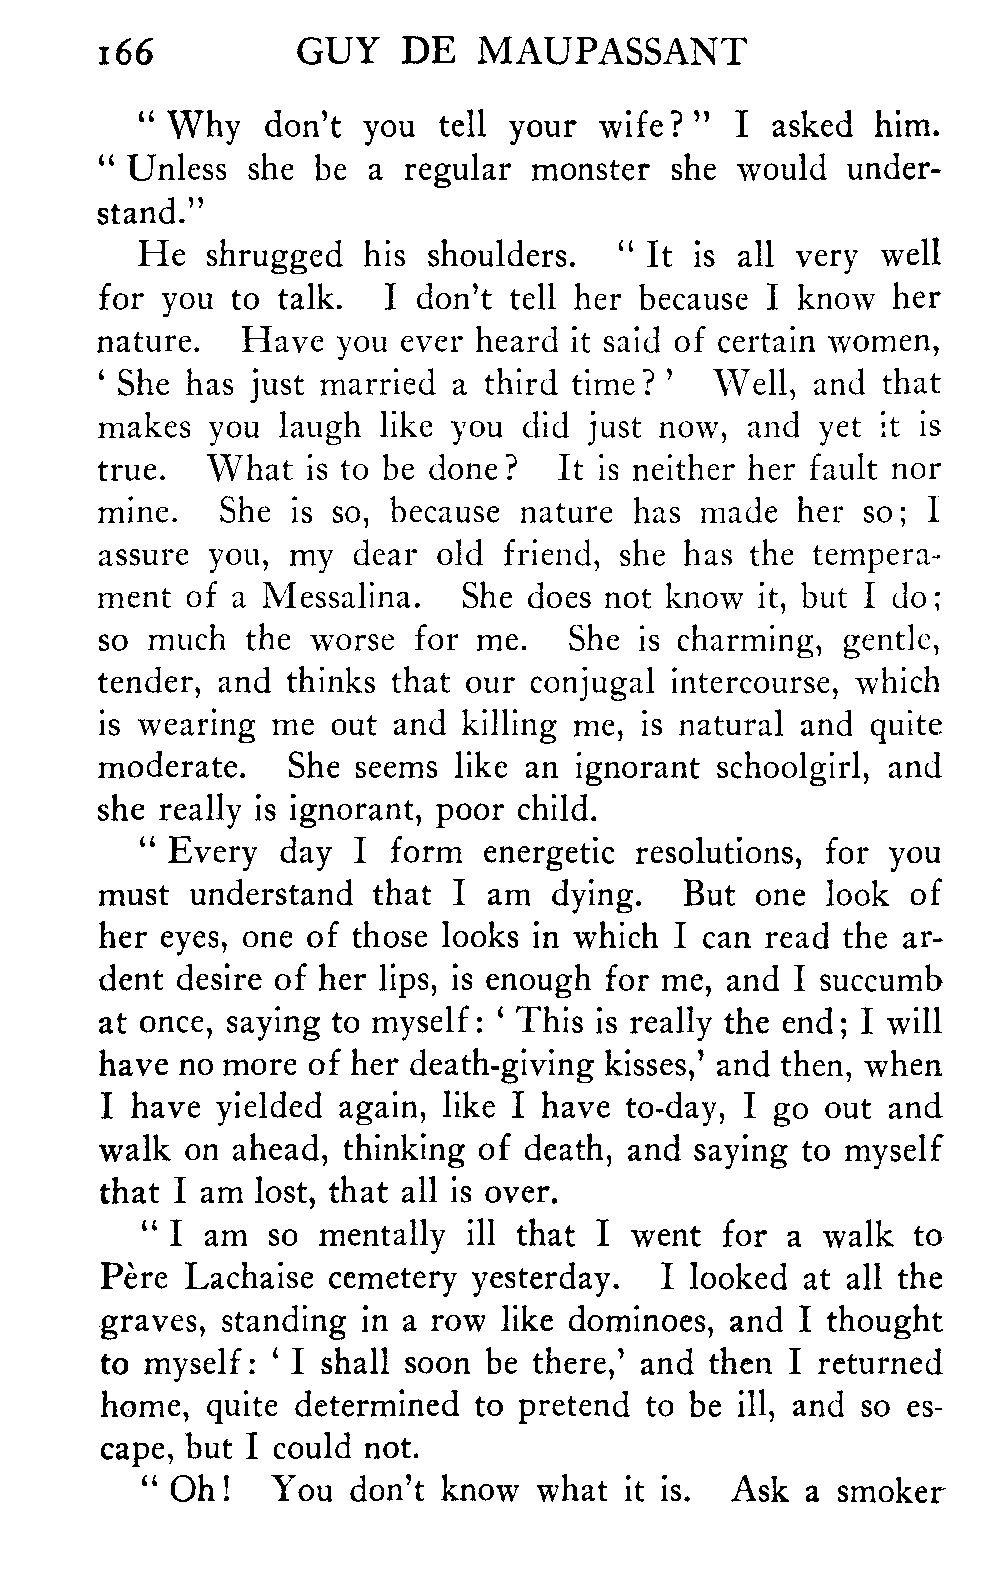 166 GUY DE MAUPASSANT
“ Why don't you tell your wife? ” I asked him.
“ Unless she be a regular monster she would under-
stand.”
He shrugged his shoulders. “ It is all very well
for you to talk. I don't tell her because I know her
nature. Have you ever heard it said of certain women,
‘ She has just married a third time? ’ Well, and that
makes you laugh like you did just now, and yet it is
true. What is to be done? It is neither her fault nor
mine. She is so, because nature has made her so; I
assure you, my dear old friend, she has the tempera-
ment of a Messalina. She does not know it, but I do;
so much the worse for me. She is charming, gentle,
tender, and thinks that our conjugal intercourse, which
is wearing me out and killing me, is natural and quite
moderate. She seems like an ignorant schoolgirl, and
she really is ignorant, poor child.
“ Every day I form energetic resolutions, for you
must understand that I am dying. But one look of
her eyes, one of those looks in which I can read the ar-
dent desire of her lips, is enough for me, and I succumb
at once, saying to myself: ‘ This is really the end; I will
have no more of her death-giving kisses,’ and then, when
I have yielded again, like I have to-day, I go out and
walk on ahead, thinking of death, and saying to myself
that I am lost, that all is over.
“ I am so mentally ill that I went for a walk to
Père Lachaise cemetery yesterday. I looked at all the
graves, standing in a row like dominoes, and I thought
to myself: ‘ I shall soon be there,’ and then I returned
home, quite determined to pretend to be ill, and so es-
cape, but I could not.
“ Oh! You don't know what it is. Ask a smoker